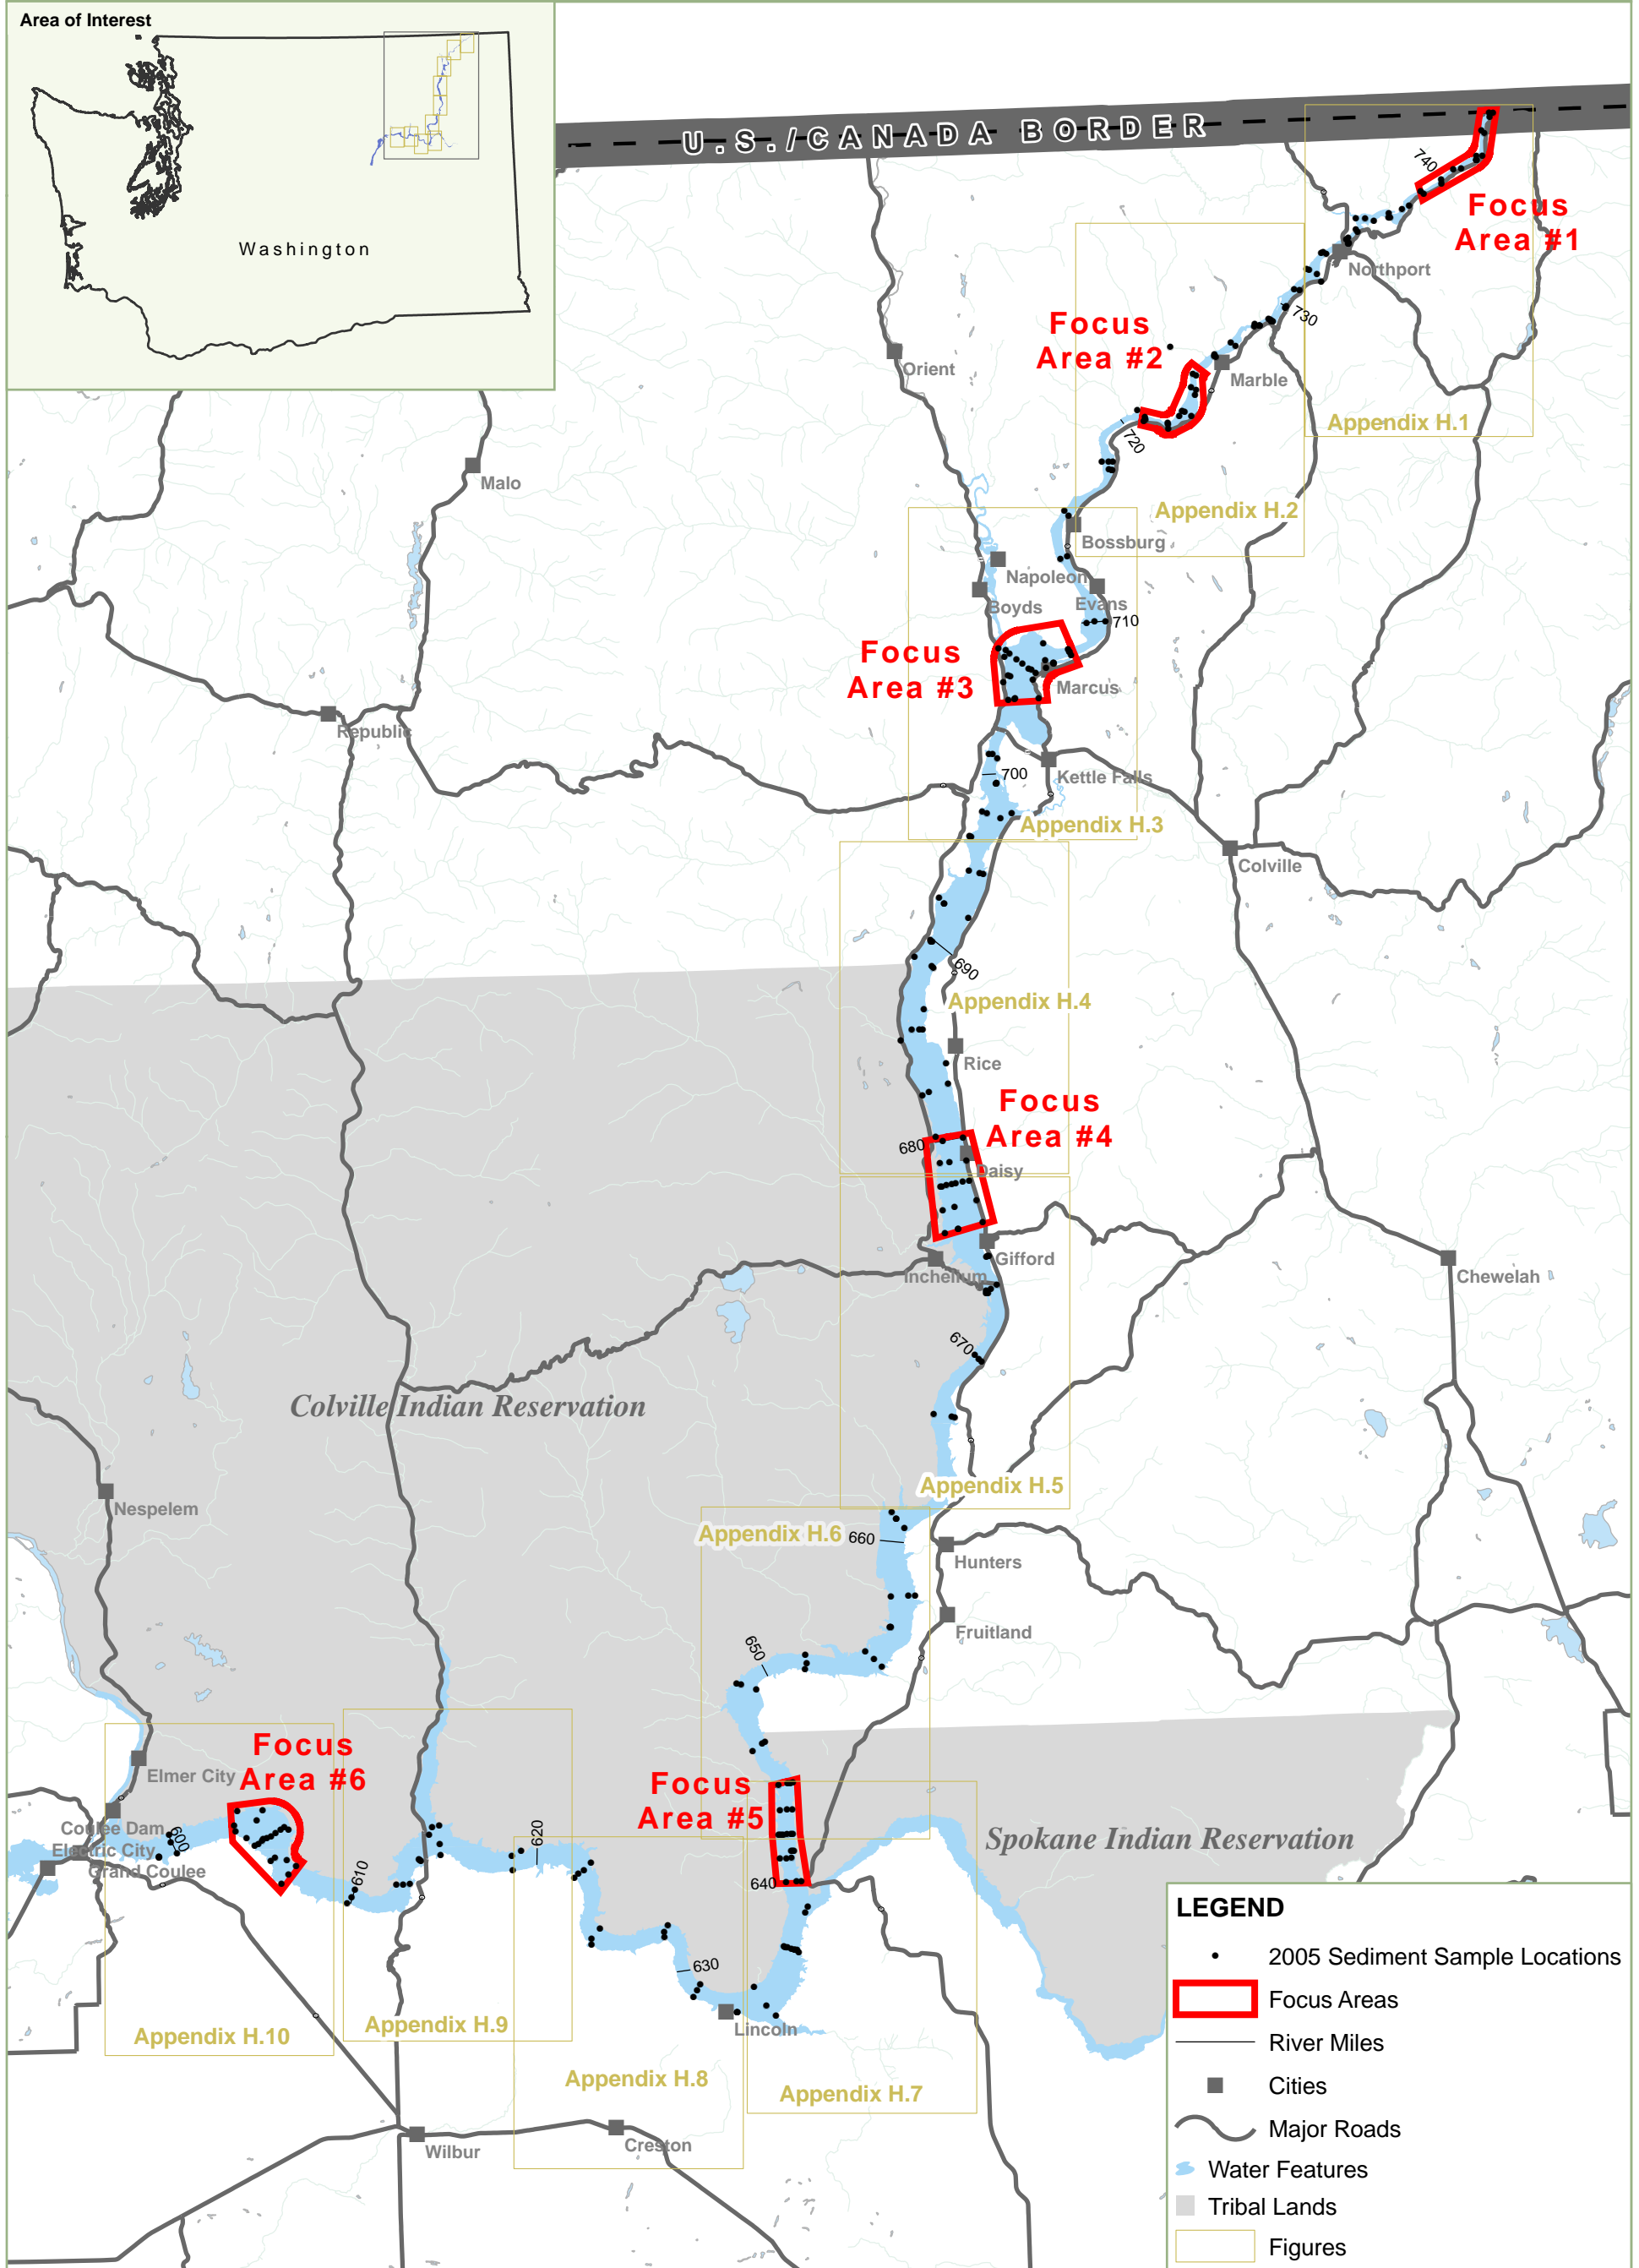 Area of Interest
Washington
U.S./CANADA BORDER
740
Focus
Area #1
Northport
730
Focus
Area #2
Orient
Marble
Appendix H.1
720
Malo
Appendix H.2
Bossburg
Napoleon
Boyds
Evans
710
Focus
Area #3
Marcus
Republic
Kettle Falls
700
Appendix H.3
Colville
690
Appendix H.4
Rice
Focus
Area #4
680
Daisy
Gifford
Inchelium
Chewelah
670
Colville Indian Reservation
Appendix H.5
Nespelem
Appendix H.6
660
Hunters
Fruitland
650
Focus
Area #6
Elmer City
Focus
Area #5
Coulee Dam
600
Electric City
Grand Coulee
610
620
640
Spokane Indian Reservation
630
Lincoln
Appendix H.10
Appendix H.9
Appendix H.8
Appendix H.7
Wilbur
Creston
LEGEND
2005 Sediment Sample Locations
Focus Areas
River Miles
Cities
Major Roads
Water Features
Tribal Lands
Figures